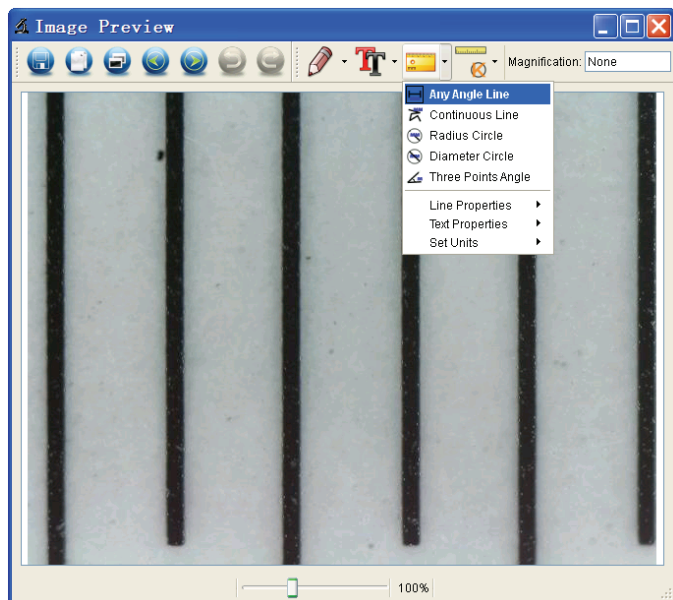 Image Preview
Magnification: None
Any Angle Line
Continuous Line
Radius Circle
Diameter Circle
Three Points Angle
Line Properties
Text Properties
Set Units
100%